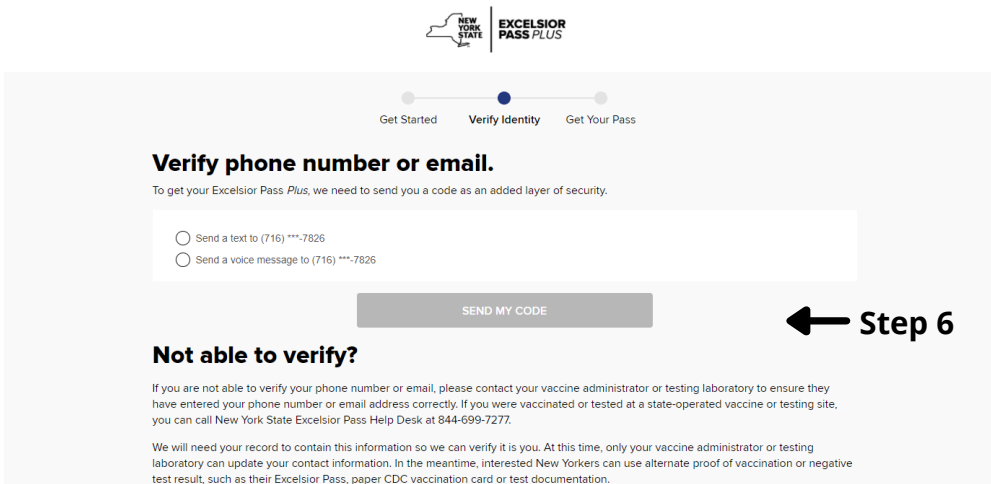 NEW
YORK
STATE
EXCELSIOR
PASS PLUS
Get Started
Verify Identity
Get Your Pass
Verify phone number or email.
To get your Excelsior Pass Plus, we need to send you a code as an added layer of security.
Send a text to (716) ***-7826
Send a voice message to (716) ***-7826
SEND MY CODE
Step 6
Not able to verify?
If you are not able to verify your phone number or email, please contact your vaccine administrator or testing laboratory to ensure they
have entered your phone number or email address correctly. If you were vaccinated or tested at a state-operated vaccine or testing site,
you can call New York State Excelsior Pass Help Desk at 844-699-7277.
We will need your record to contain this information so we can verify it is you. At this time, only your vaccine administrator or testing
laboratory can update your contact information. In the meantime, interested New Yorkers can use alternate proof of vaccination or negative
test result, such as their Excelsior Pass, paper CDC vaccination card or test documentation.